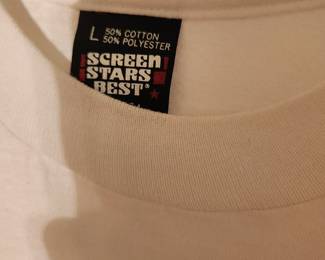 L 50% COTTON
50% POLYESTER
SCREEN
STARS
BEST®